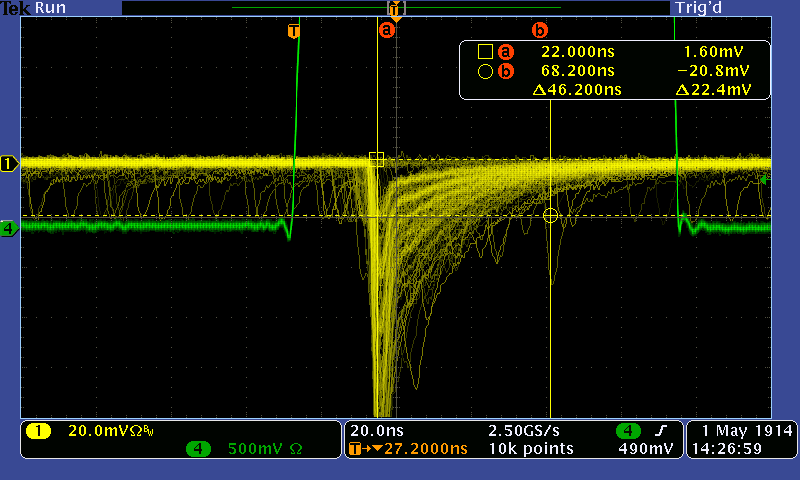 Tek Run Trig'd
T
a b
a 22.000ns 1.60mV
b 68.200ns −20.8mV
Δ46.200ns Δ22.4mV
1
4
1 20.0mVΩBW
4 500mV Ω
20.0ns 2.50GS/s 4
T→▼27.2000ns 10k points 490mV
1 May 1914
14:26:59